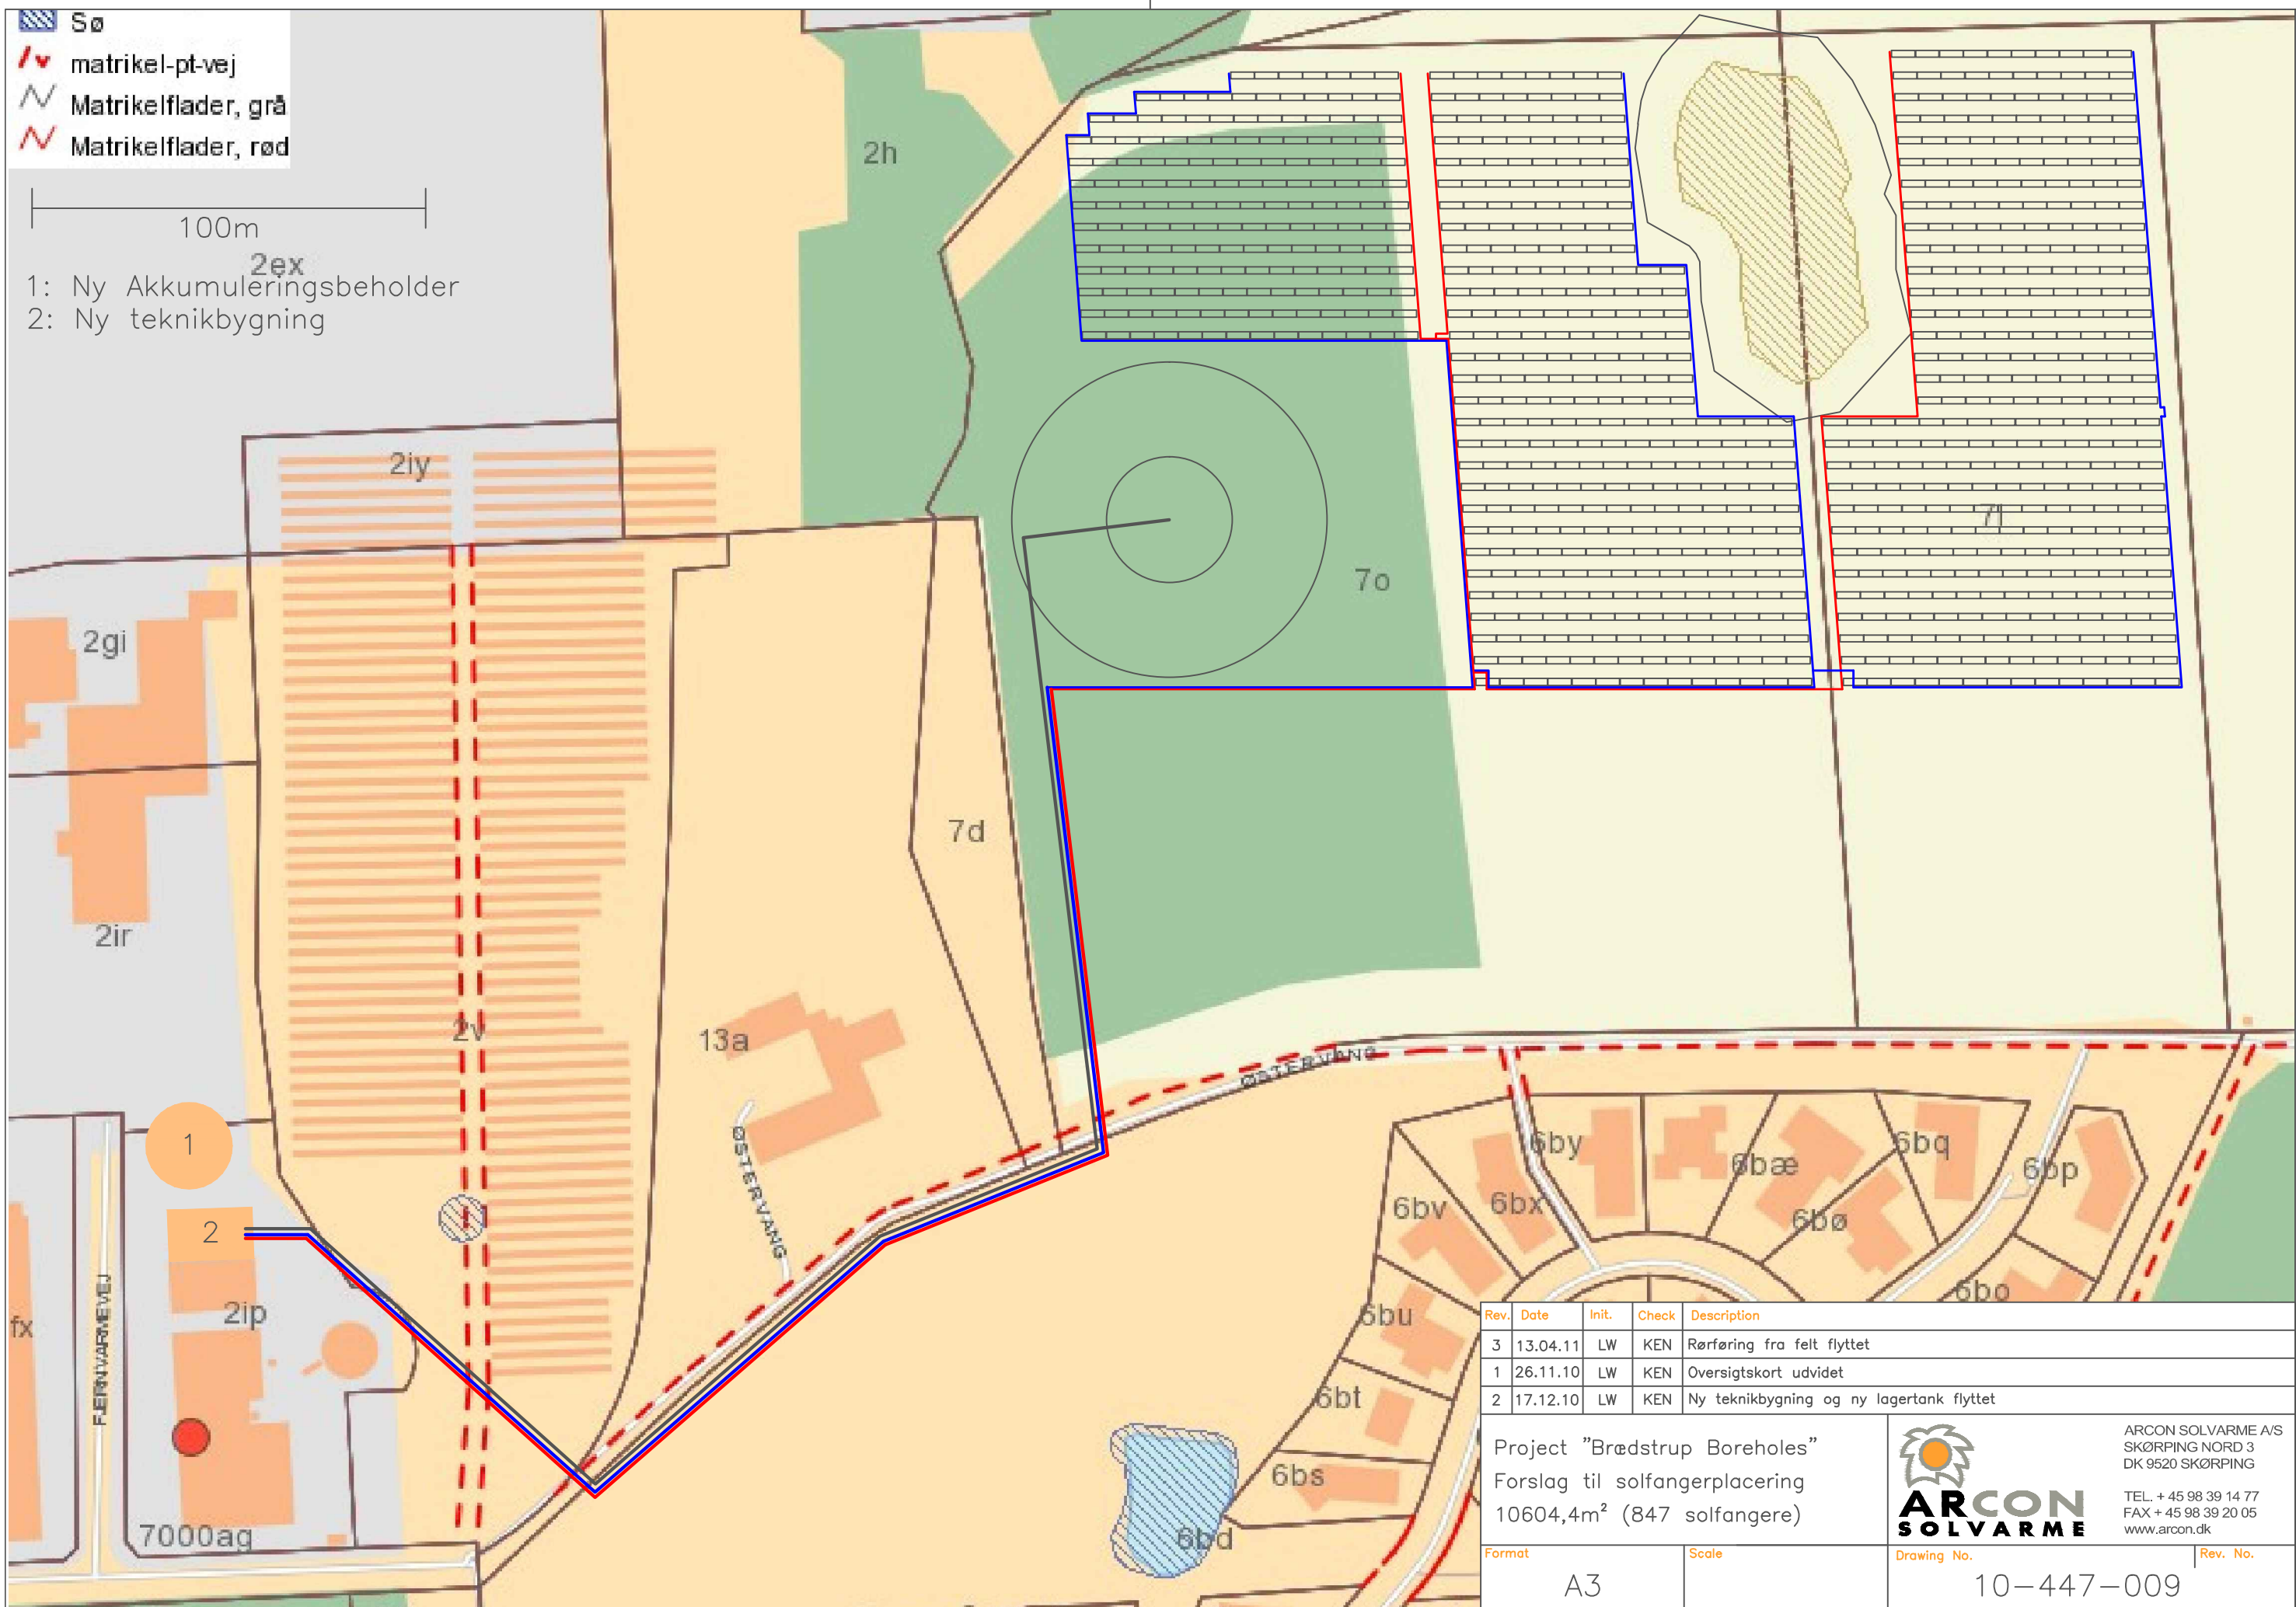 Sø
matrikel-pt-vej
Matrikelflader, grå
Matrikelflader, rød
100m
2ex
1: Ny Akkumuleringsbeholder
2: Ny teknikbygning
2h
2iy
2gi
7o
2ir
7d
2v
13a
ØSTERVANG
ØSTERVANG
1
2
2ip
fx
FJERNVARMEVEJ
7000ag
6by
6bæ
6bq
6bp
6bv
6bx
6bø
6bo
6bu
6bt
6bs
6bd
Rev. Date Init. Check Description
3 13.04.11 LW KEN Rørføring fra felt flyttet
1 26.11.10 LW KEN Oversigtskort udvidet
2 17.12.10 LW KEN Ny teknikbygning og ny lagertank flyttet
Project "Brædstrup Boreholes"
Forslag til solfangerplacering
10604,4m² (847 solfangere)
ARCON
SOLVARME
ARCON SOLVARME A/S
SKØRPING NORD 3
DK 9520 SKØRPING
TEL. + 45 98 39 14 77
FAX + 45 98 39 20 05
www.arcon.dk
Format Scale Drawing No. Rev. No.
A3 10-447-009